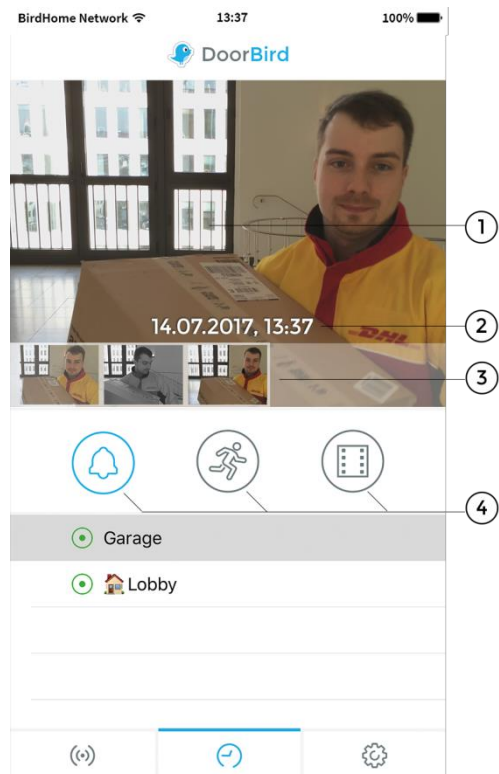 BirdHome Network 13:37 100%
DoorBird
1
DHL
14.07.2017, 13:37
2
3
4
Garage
🏠Lobby